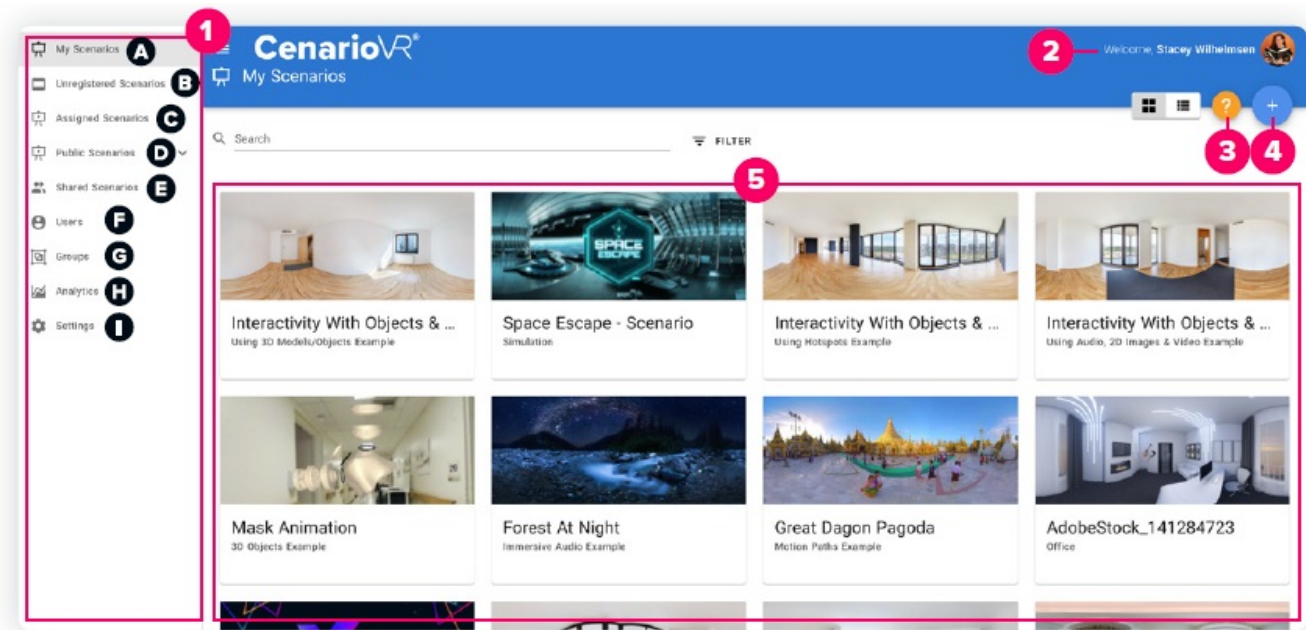 1
My Scenarios A
Unregistered Scenarios B
Assigned Scenarios C
Public Scenarios D
Shared Scenarios E
Users F
Groups G
Analytics H
Settings I
CenarioVR®
My Scenarios
2
Welcome, Stacey Wilhelmsen
?
+
3
4
Search
FILTER
5
SPACE
ESCAPE
Interactivity With Objects & ...
Using 3D Models/Objects Example
Space Escape - Scenario
Simulation
Interactivity With Objects & ...
Using Hotspots Example
Interactivity With Objects & ...
Using Audio, 2D Images & Video Example
Mask Animation
3D Objects Example
Forest At Night
Immersive Audio Example
Great Dagon Pagoda
Motion Paths Example
AdobeStock_141284723
Office